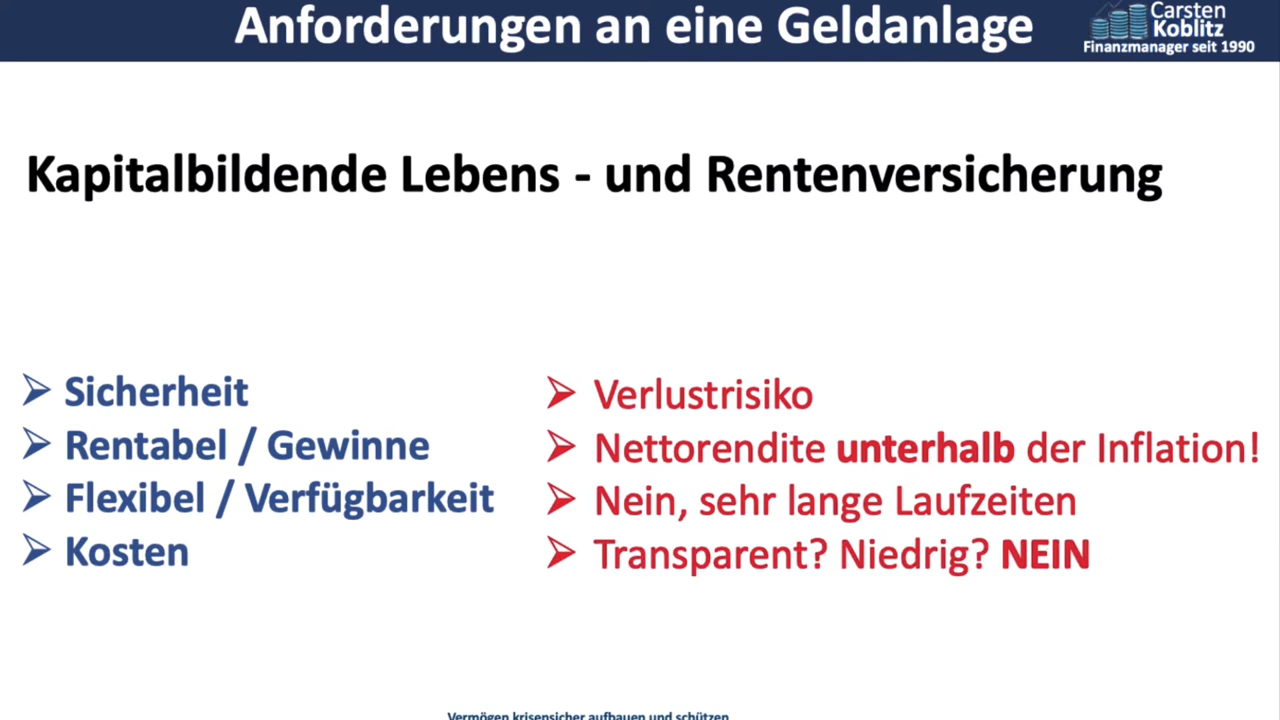 Anforderungen an eine Geldanlage
Carsten
Koblitz
Finanzmanager seit 1990
Kapitalbildende Lebens - und Rentenversicherung
Sicherheit
Rentabel / Gewinne
Flexibel / Verfügbarkeit
Kosten
Verlustrisiko
Nettorendite unterhalb der Inflation!
Nein, sehr lange Laufzeiten
Transparent? Niedrig? NEIN
Vermögen krisensicher aufbauen und schützen